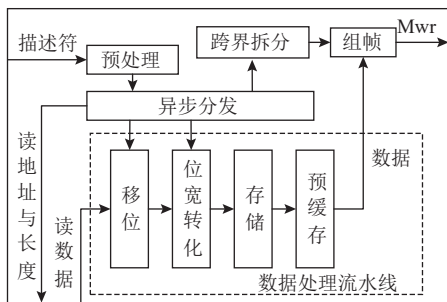 描述符
预处理
跨界拆分
组帧
Mwr
异步分发
读地址与长度
读数据
移位
位宽转化
存储
预缓存
数据
数据处理流水线